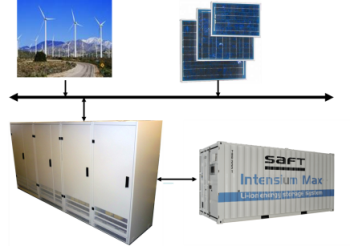 saft
Intensium Max
Li-ion energy storage system